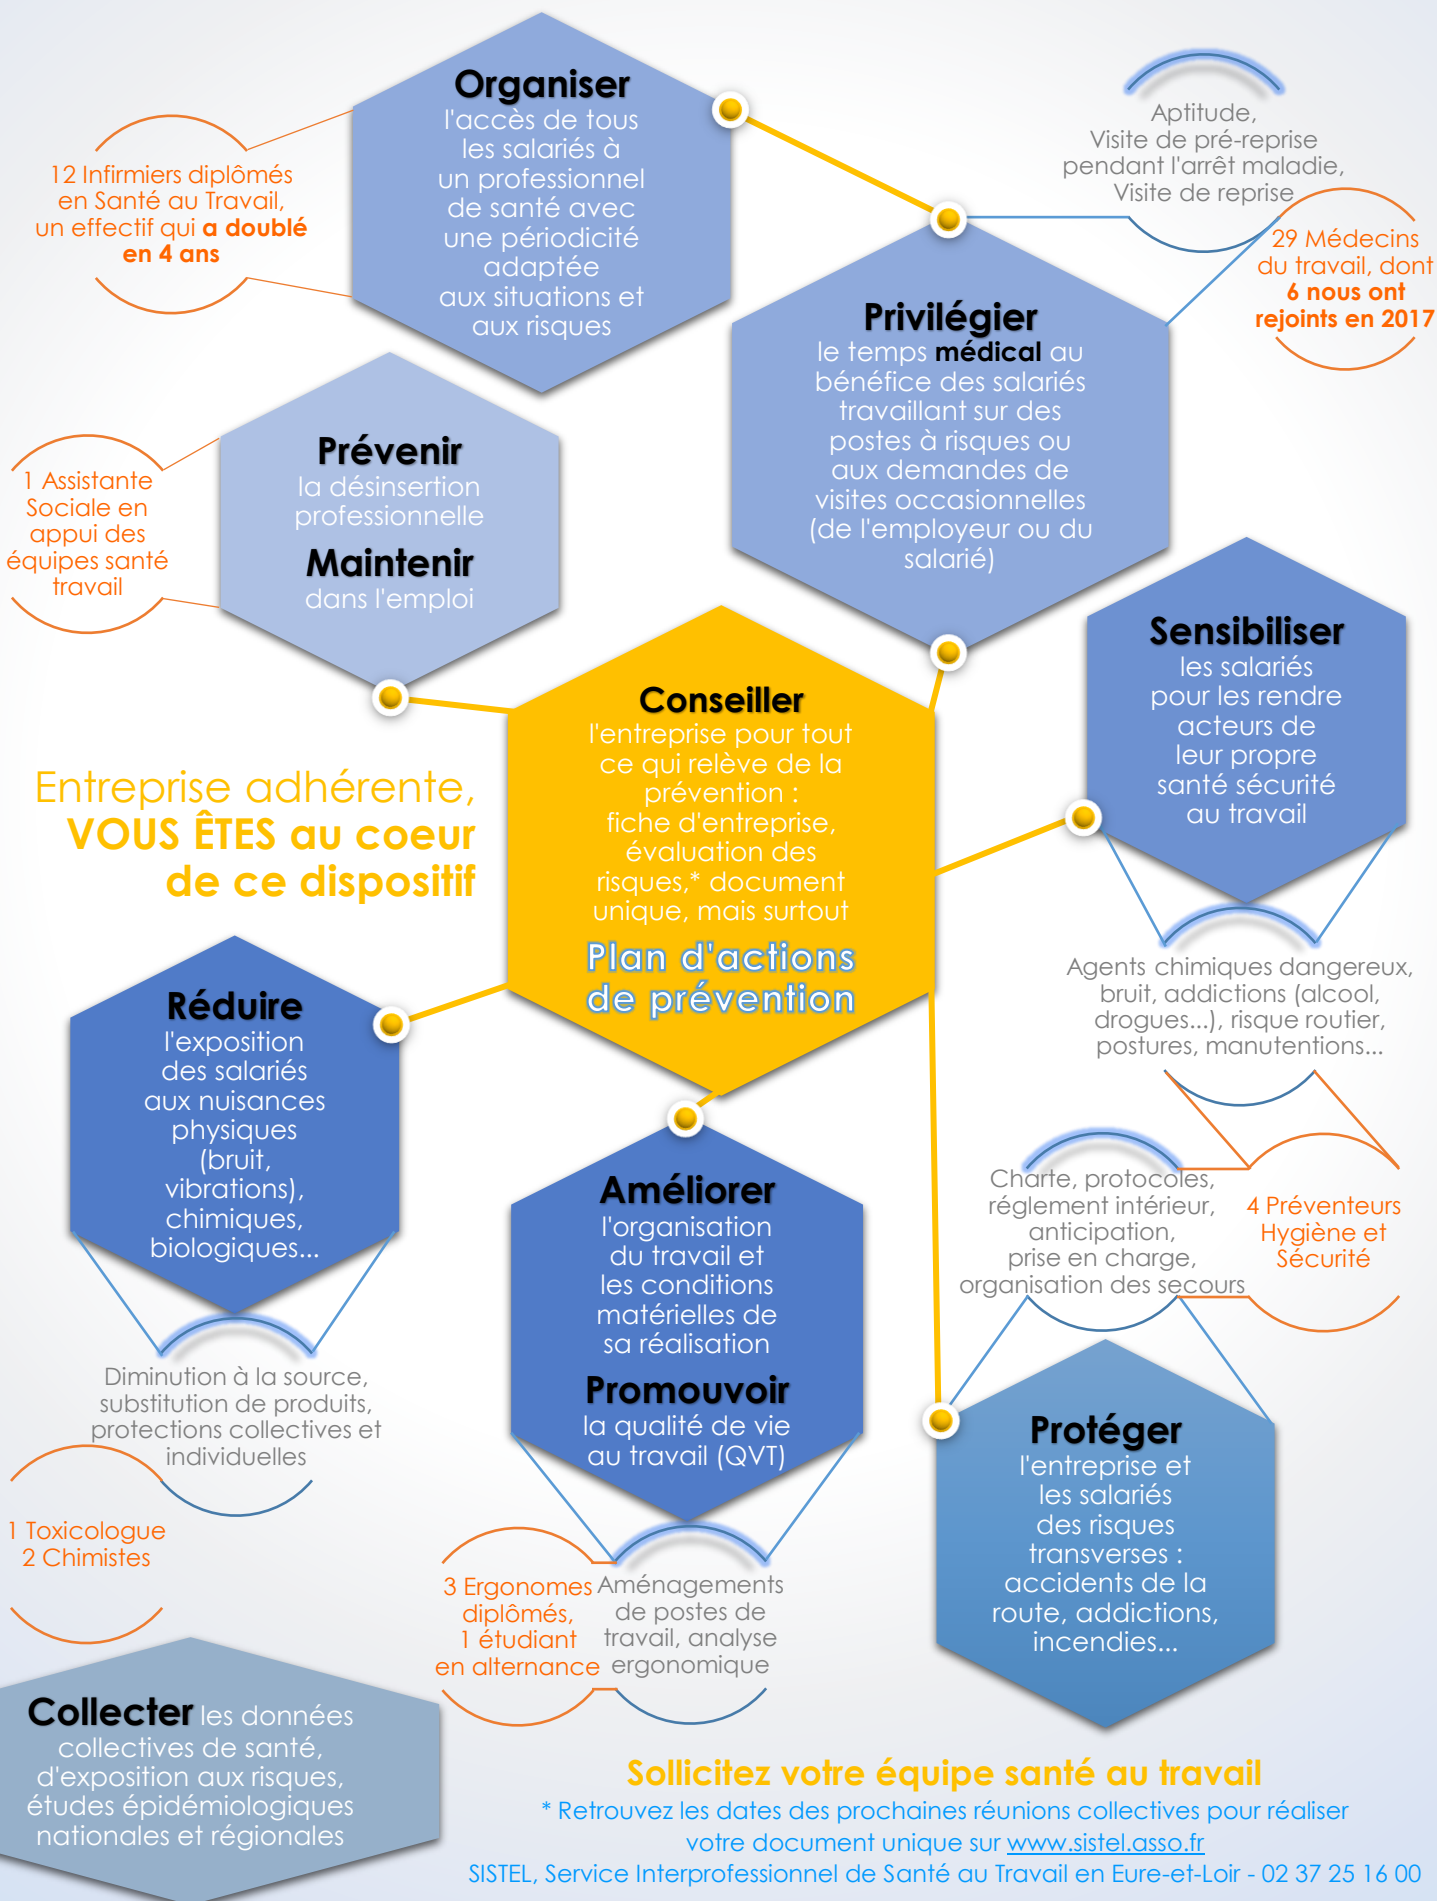 Organiser
l'accès de tous
les salariés à
un professionnel
de santé avec
une périodicité
adaptée
aux situations et
aux risques
12 Infirmiers diplômés
en Santé au Travail,
un effectif qui a doublé
en 4 ans
Aptitude,
Visite de pré-reprise
pendant l'arrêt maladie,
Visite de reprise
29 Médecins
du travail, dont
6 nous ont
rejoints en 2017
Privilégier
le temps médical au
bénéfice des salariés
travaillant sur des
postes à risques ou
aux demandes de
visites occasionnelles
(de l'employeur ou du
salarié)
Prévenir
la désinsertion
professionnelle
Maintenir
dans l'emploi
1 Assistante
Sociale en
appui des
équipes santé
travail
Sensibiliser
les salariés
pour les rendre
acteurs de
leur propre
santé sécurité
au travail
Conseiller
l'entreprise pour tout
ce qui relève de la
prévention :
fiche d'entreprise,
évaluation des
risques,* document
unique, mais surtout
Plan d'actions
de prévention
Entreprise adhérente,
VOUS ÊTES au coeur
de ce dispositif
Agents chimiques dangereux,
bruit, addictions (alcool,
drogues...), risque routier,
postures, manutentions...
Réduire
l'exposition
des salariés
aux nuisances
physiques
(bruit,
vibrations),
chimiques,
biologiques...
Améliorer
l'organisation
du travail et
les conditions
matérielles de
sa réalisation
Promouvoir
la qualité de vie
au travail (QVT)
Charte, protocoles,
réglement intérieur,
anticipation,
prise en charge,
organisation des secours
4 Préventeurs
Hygiène et
Sécurité
Diminution à la source,
substitution de produits,
protections collectives et
individuelles
1 Toxicologue
2 Chimistes
Protéger
l'entreprise et
les salariés
des risques
transverses :
accidents de la
route, addictions,
incendies...
3 Ergonomes
diplômés,
1 étudiant
en alternance
Aménagements
de postes de
travail, analyse
ergonomique
Collecter les données
collectives de santé,
d'exposition aux risques,
études épidémiologiques
nationales et régionales
Sollicitez votre équipe santé au travail
* Retrouvez les dates des prochaines réunions collectives pour réaliser
votre document unique sur www.sistel.asso.fr
SISTEL, Service Interprofessionnel de Santé au Travail en Eure-et-Loir - 02 37 25 16 00